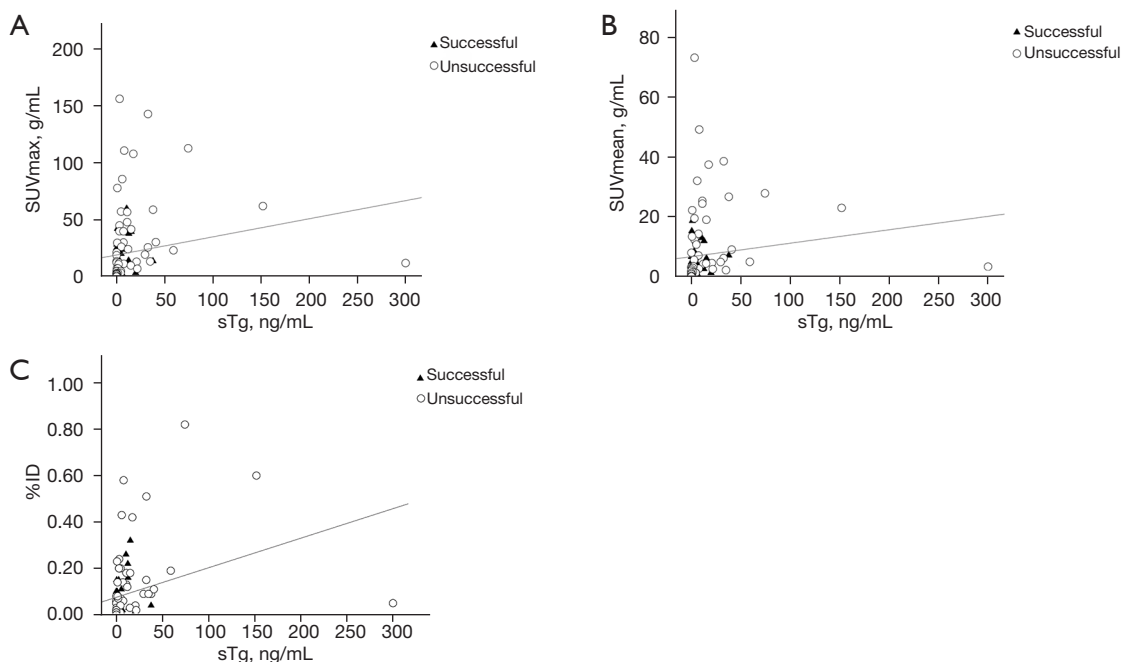 A
SUVmax, g/mL
200
150
100
50
0
0 50 100 150 200 250 300
sTg, ng/mL
Successful
Unsuccessful
B
SUVmean, g/mL
80
60
40
20
0
0 50 100 150 200 250 300
sTg, ng/mL
Successful
Unsuccessful
C
%ID
1.00
0.80
0.60
0.40
0.20
0.00
0 50 100 150 200 250 300
sTg, ng/mL
Successful
Unsuccessful